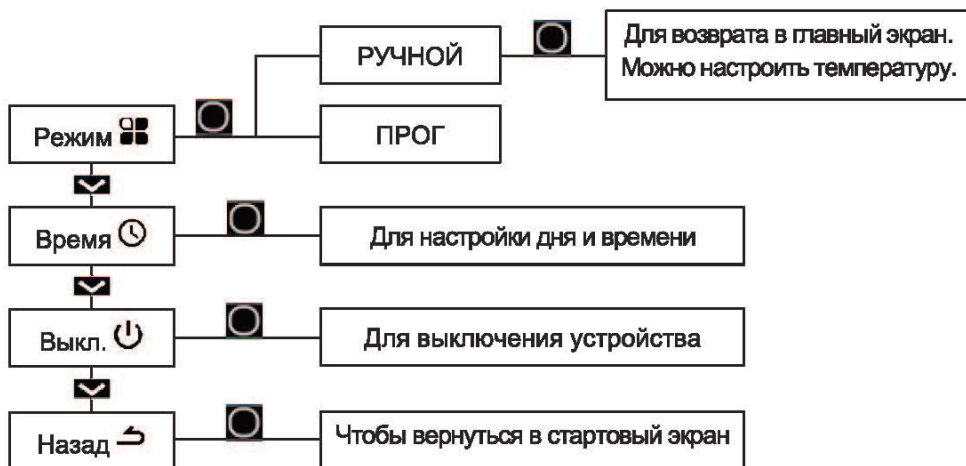 РУЧНОЙ
Для возврата в главный экран.
Можно настроить температуру.
Режим
ПРОГ
Время
Для настройки дня и времени
Выкл.
Для выключения устройства
Назад
Чтобы вернуться в стартовый экран